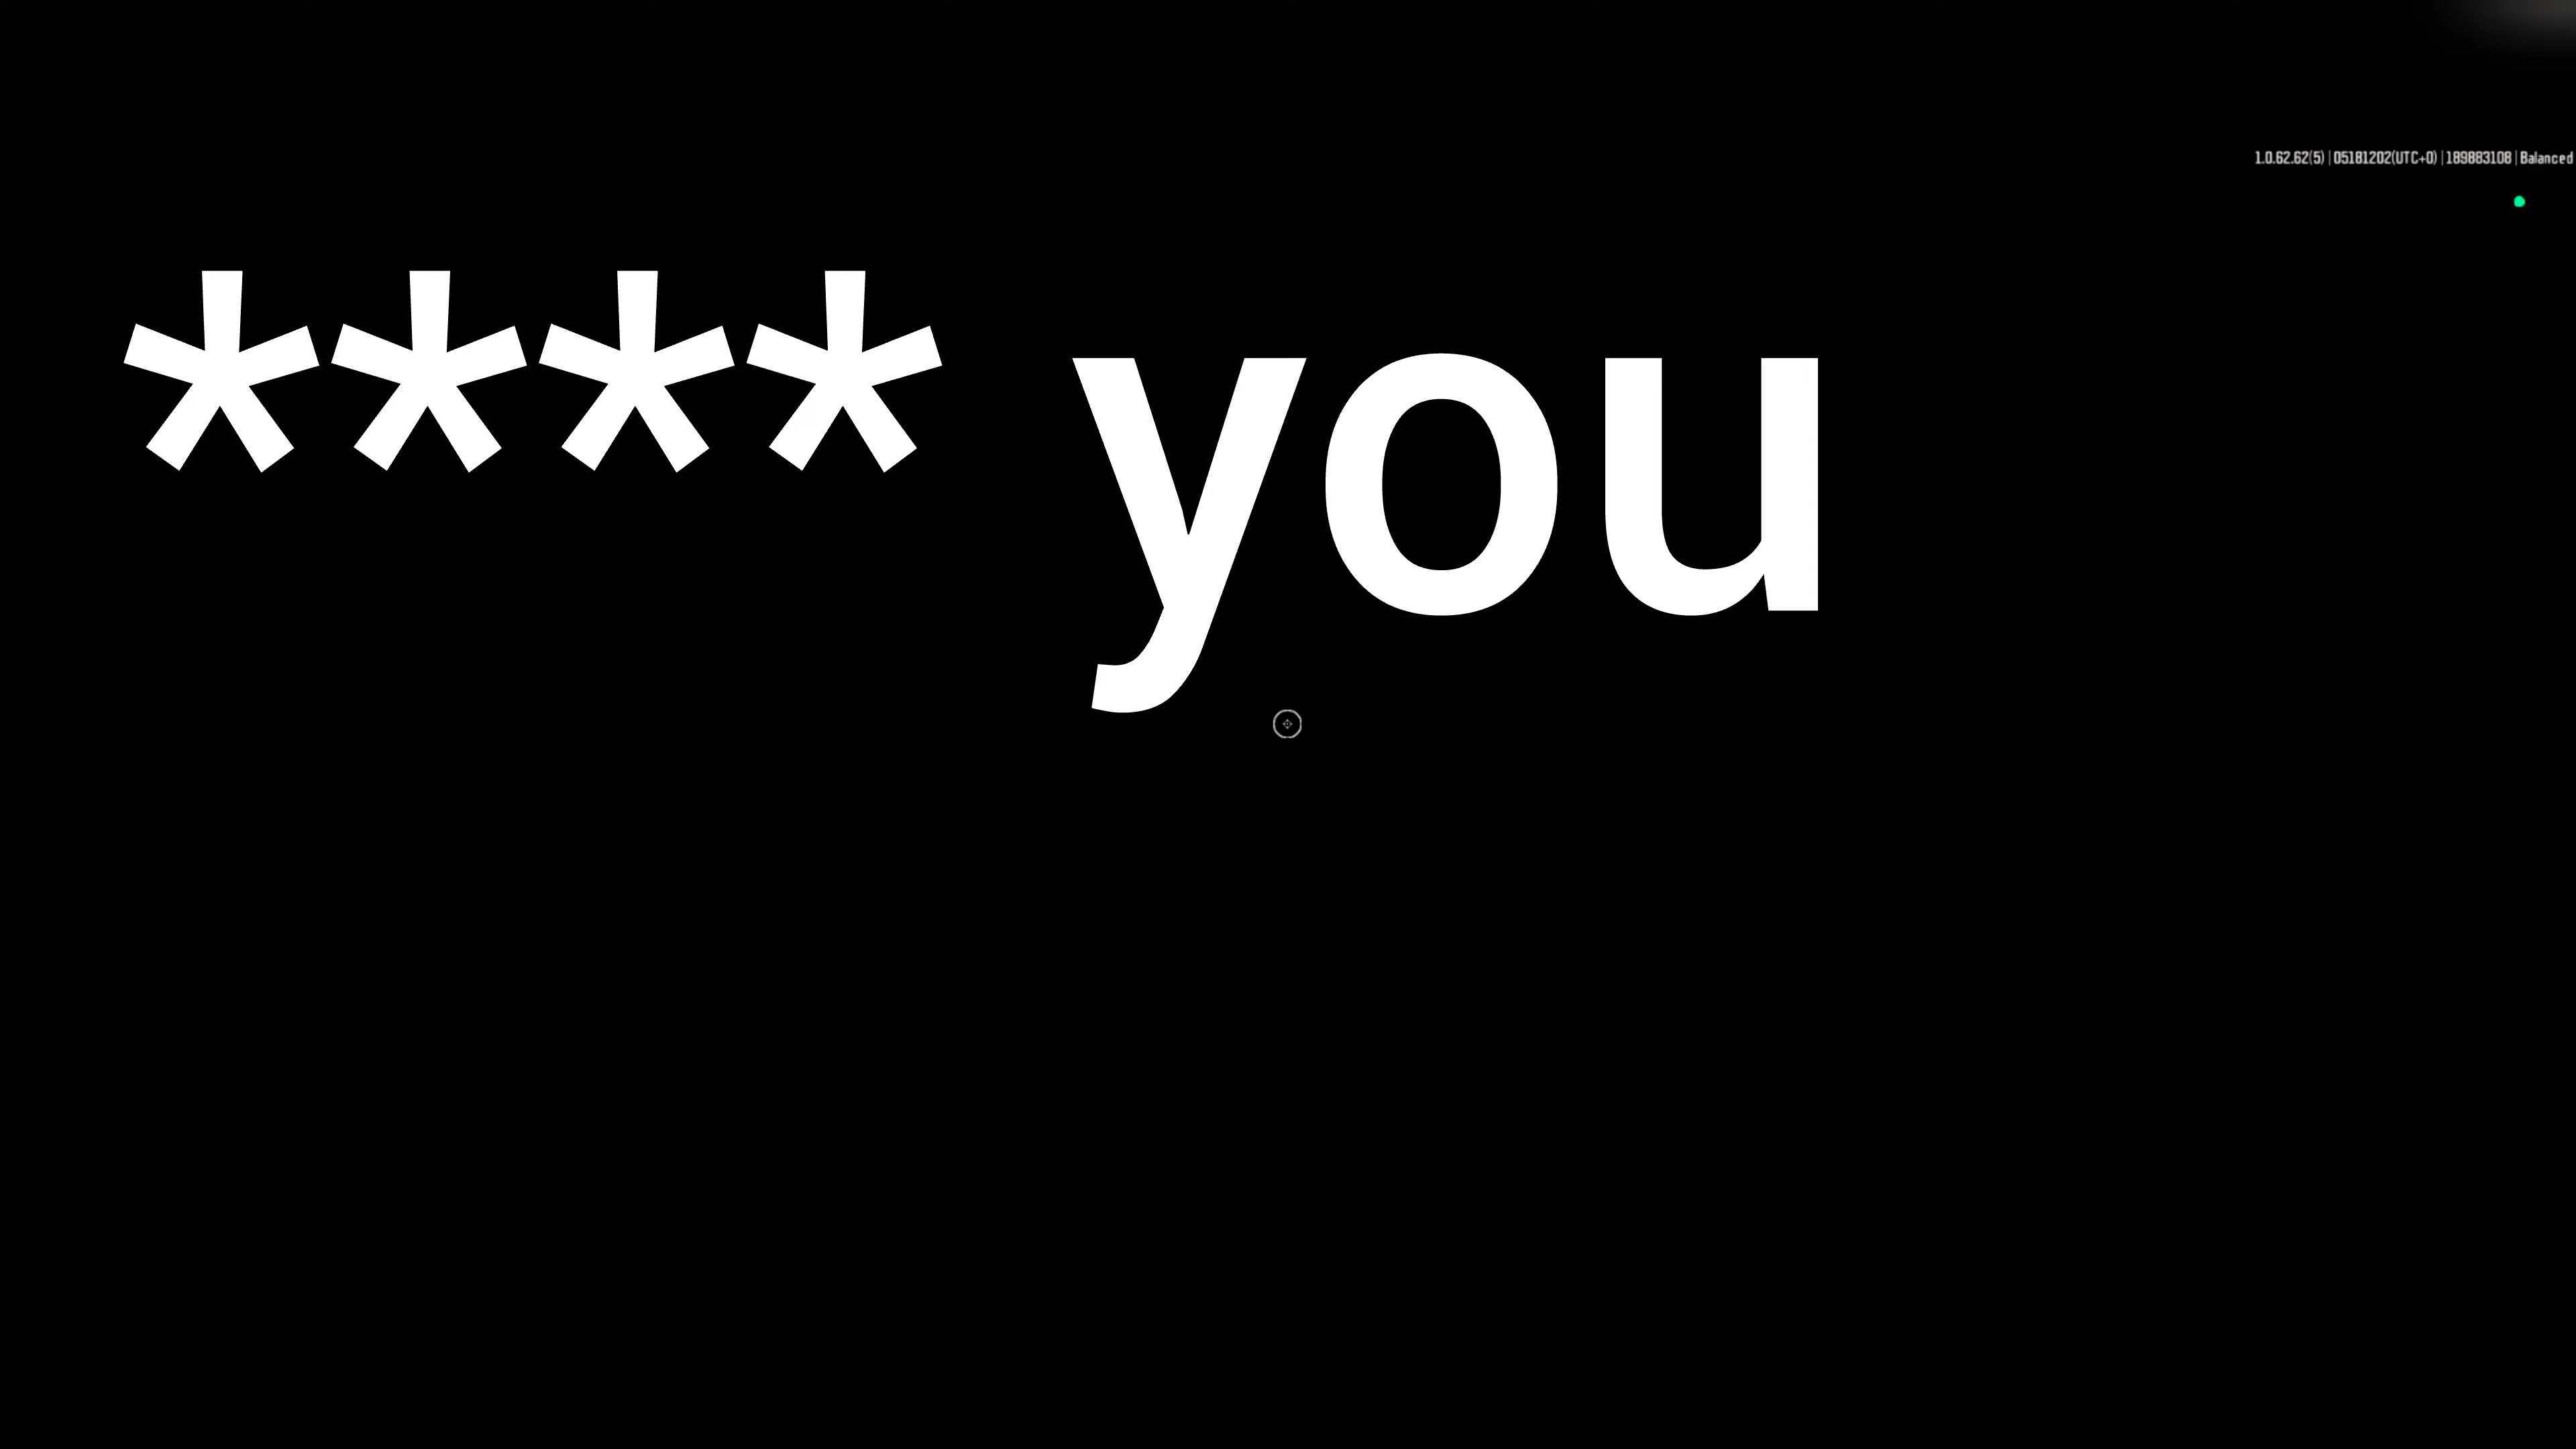 1.0.62.62(5) | 05181202(UTC+0) | 189883108 | Balanced
**** you